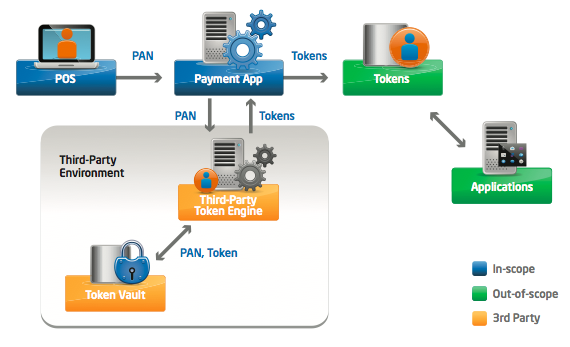 PAN
Tokens
POS
Payment App
Tokens
PAN
Tokens
Third-Party
Environment
Third-Party
Token Engine
Applications
PAN, Token
Token Vault
In-scope
Out-of-scope
3rd Party